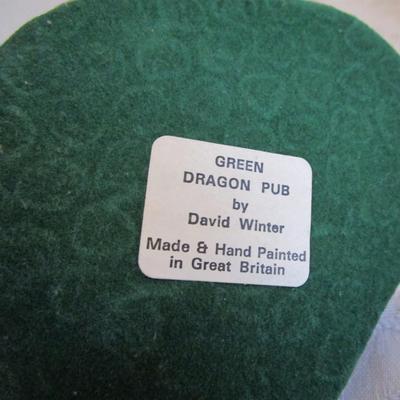 GREEN
DRAGON PUB
by
David Winter
Made & Hand Painted
in Great Britain